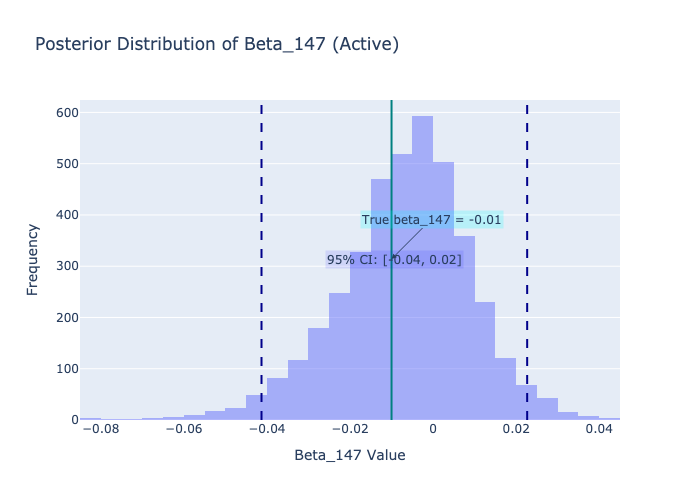 Posterior Distribution of Beta_147 (Active)
600
500
400
300
200
100
0
Frequency
True beta_147 = -0.01
95% CI: [-0.04, 0.02]
−0.08
−0.06
−0.04
−0.02
0
0.02
0.04
Beta_147 Value